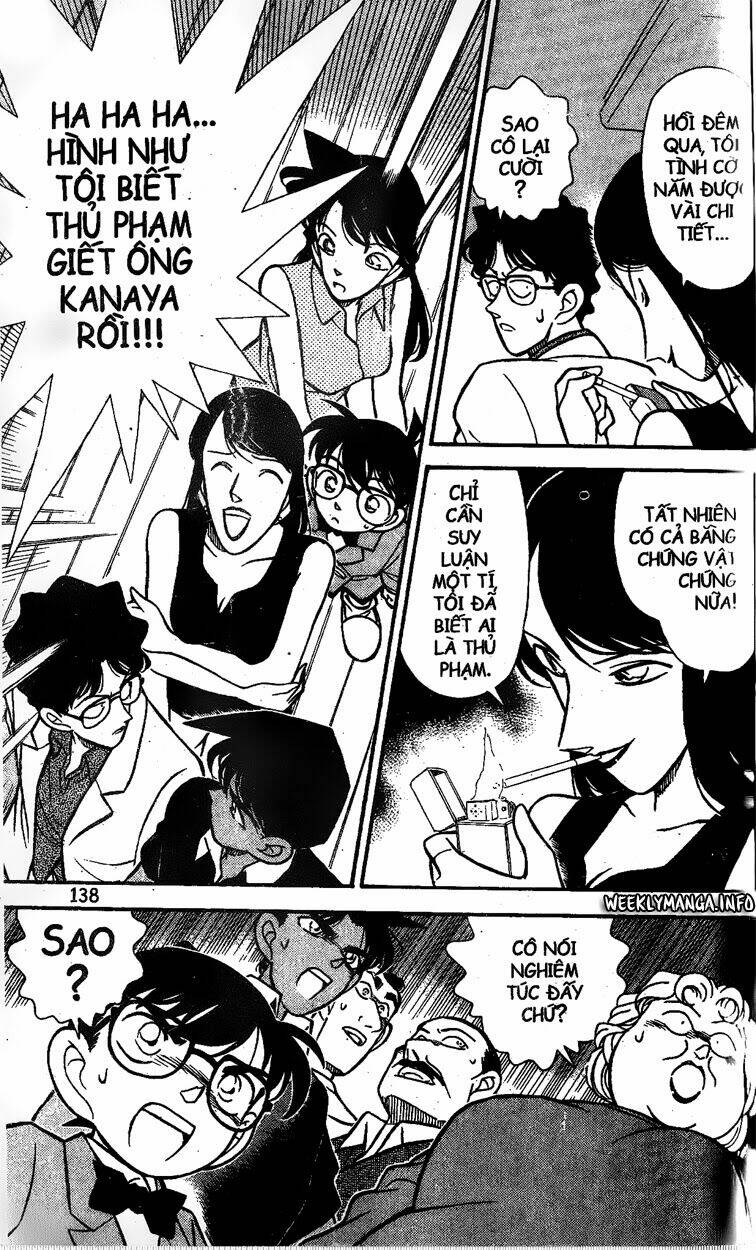 HA HA HA...
HÌNH NHƯ
TÔI BIẾT
THỦ PHẠM
GIẾT ÔNG
KANAYA
RỒI!!!
SAO
CÔ LẠI
CƯỜI
?
HỒI ĐÊM
QUA, TÔI
TÌNH CỜ
NẮM ĐƯỢC
VÀI CHI
TIẾT...
CHỈ
CẦN
SUY
LUẬN
MỘT TÍ,
TÔI ĐÃ
BIẾT AI
LÀ THỦ
PHẠM.
TẤT NHIÊN
CÓ CẢ BẰNG
CHỨNG VẬT
CHỨNG
NỮA!
138
WEEKLYMANGA.INFO
SAO
?
CÔ NÓI
NGHIÊM
TÚC ĐẤY
CHỨ?